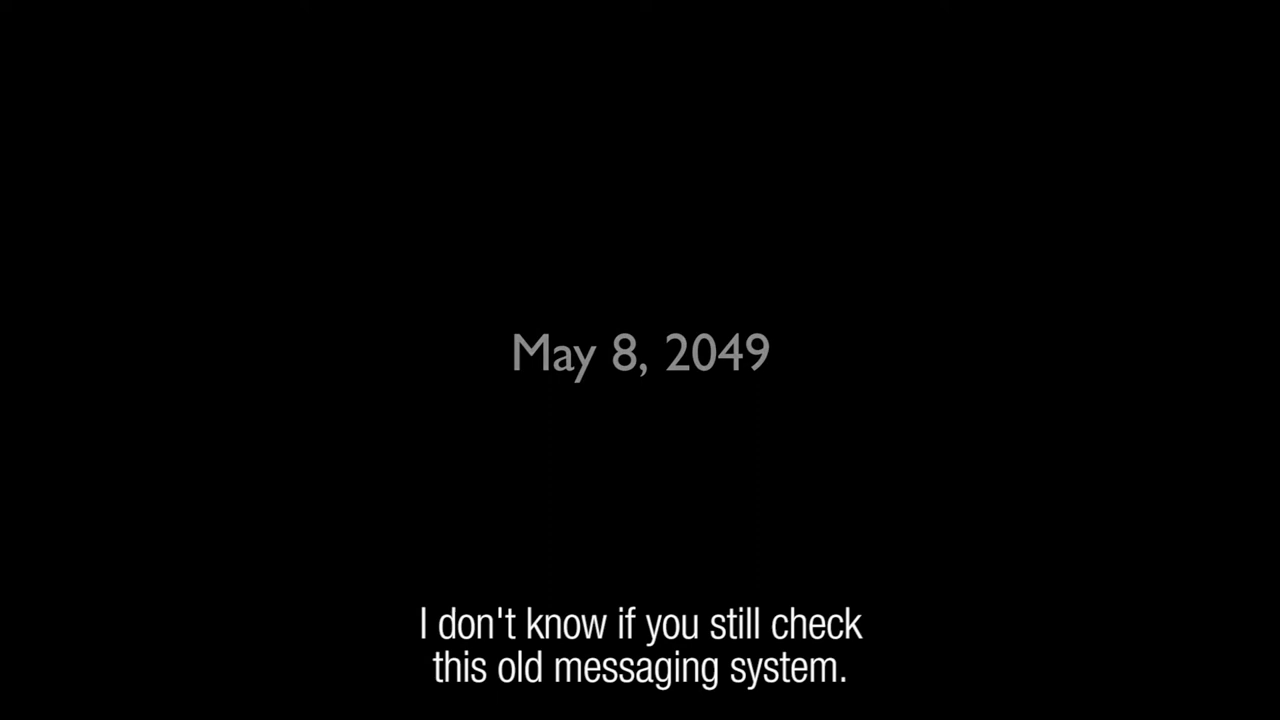 May 8, 2049
I don't know if you still check
this old messaging system.